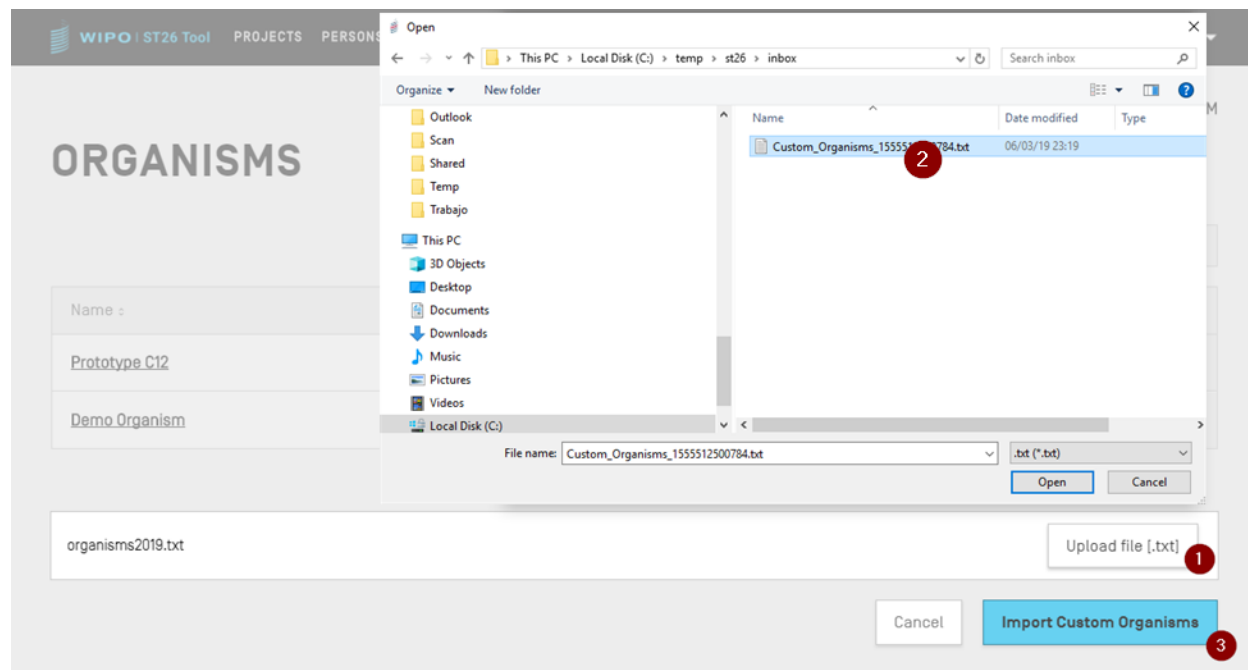 WIPO | ST26 Tool PROJECTS PERSONS
Open
This PC > Local Disk (C:) > temp > st26 > inbox
Search inbox
Organize New folder
Outlook
Scan
Shared
Temp
Trabajo
This PC
3D Objects
Desktop
Documents
Downloads
Music
Pictures
Videos
Local Disk (C:)
Name Date modified Type
Custom_Organisms_15555 784.txt 06/03/19 23:19
2
File name: Custom_Organisms_1555512500784.txt .txt (*.txt)
Open Cancel
M
ORGANISMS
Name :
Prototype C12
Demo Organism
organisms2019.txt Upload file [.txt]
1
Cancel Import Custom Organisms
3